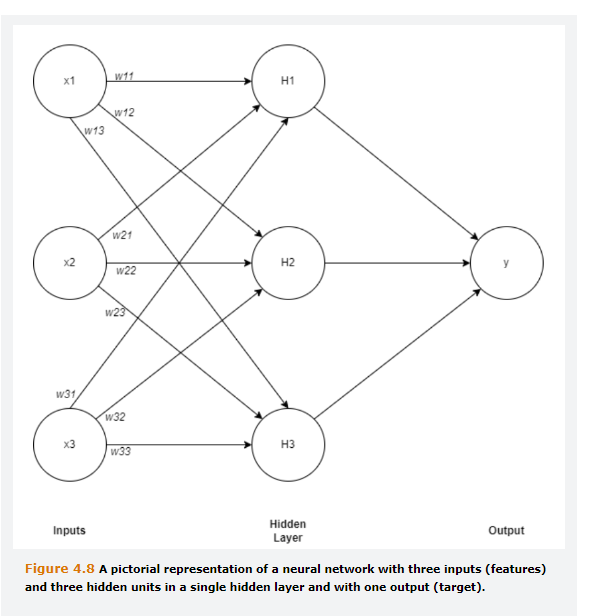 x1
w11
H1
w12
w13
w21
x2
w22
H2
y
w23
w31
w32
x3
w33
H3
Inputs
Hidden
Layer
Output
Figure 4.8 A pictorial representation of a neural network with three inputs (features)
and three hidden units in a single hidden layer and with one output (target).